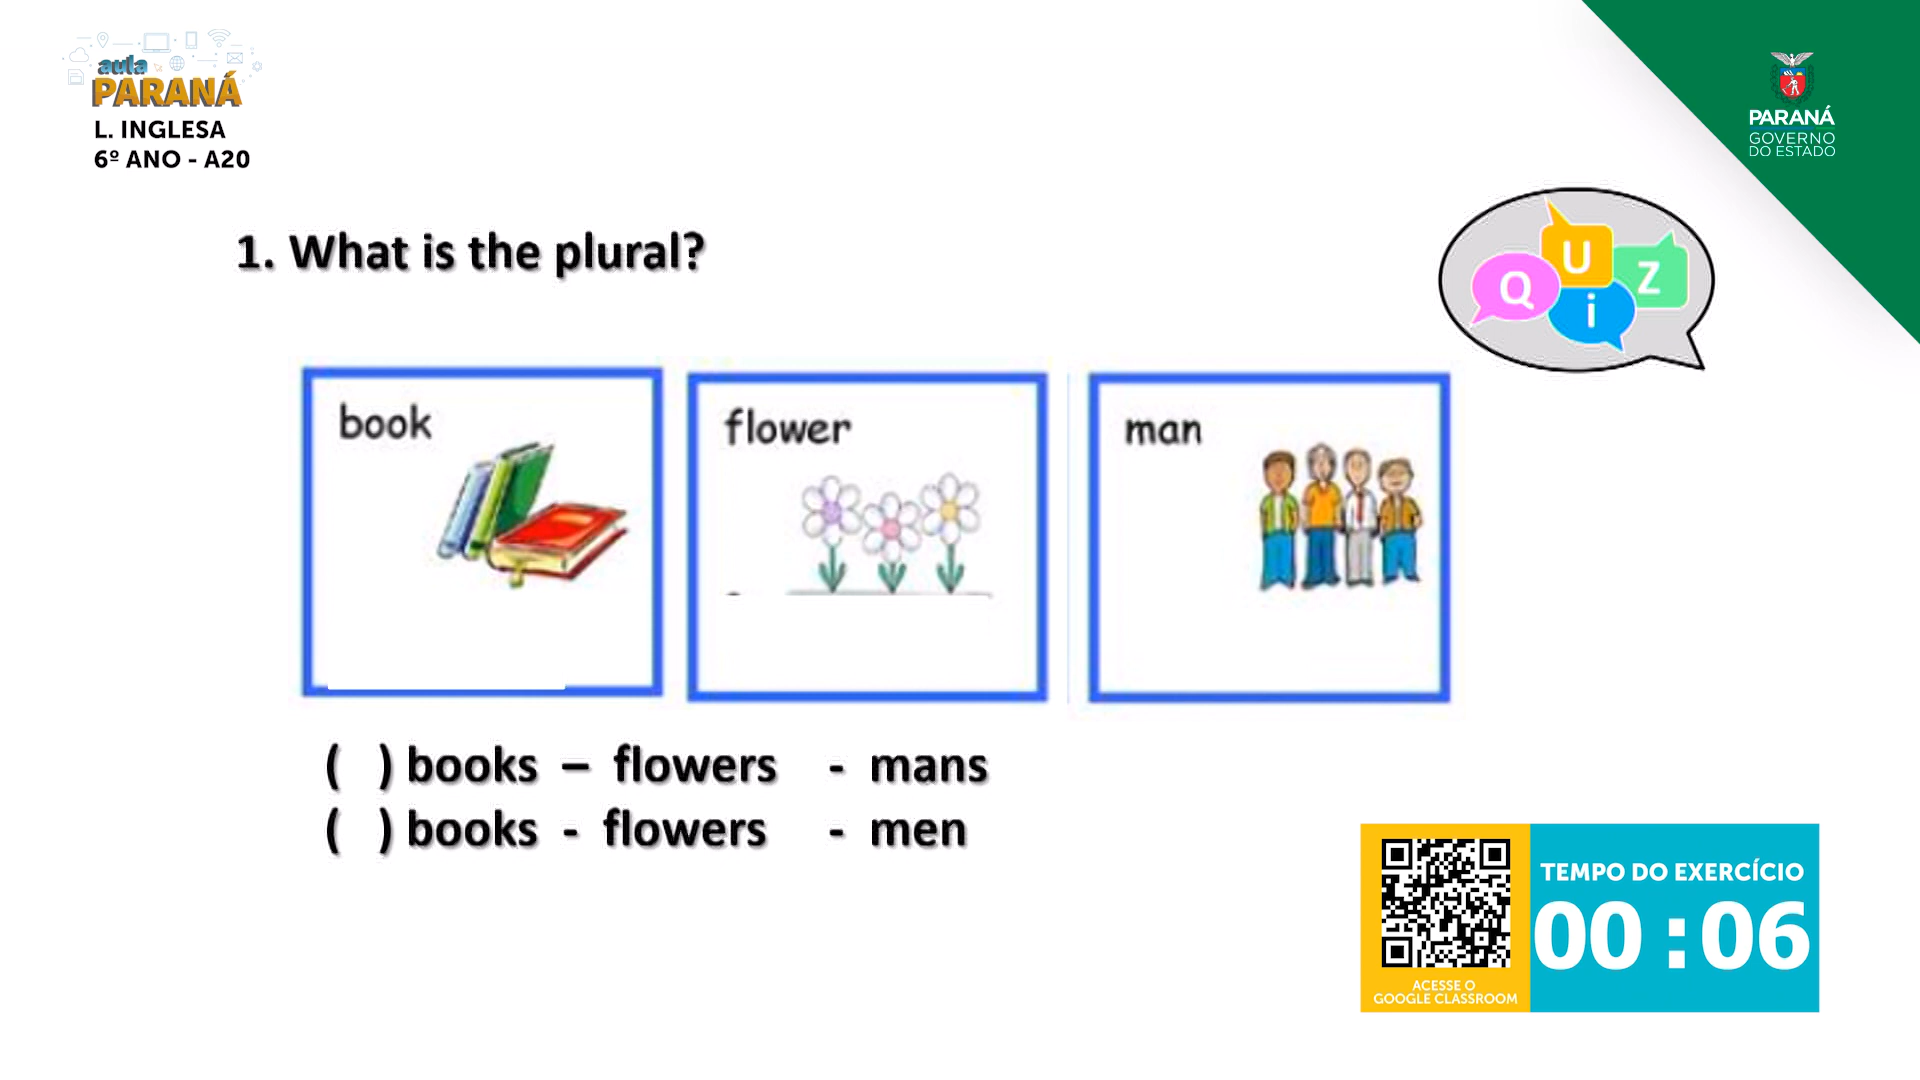 aula
PARANÁ
L. INGLESA
6º ANO - A20
PARANÁ
GOVERNO
DO ESTADO
1. What is the plural?
Q U i Z
book
flower
man
(   ) books – flowers - mans
(   ) books - flowers - men
TEMPO DO EXERCÍCIO
00 : 06
ACESSE O
GOOGLE CLASSROOM